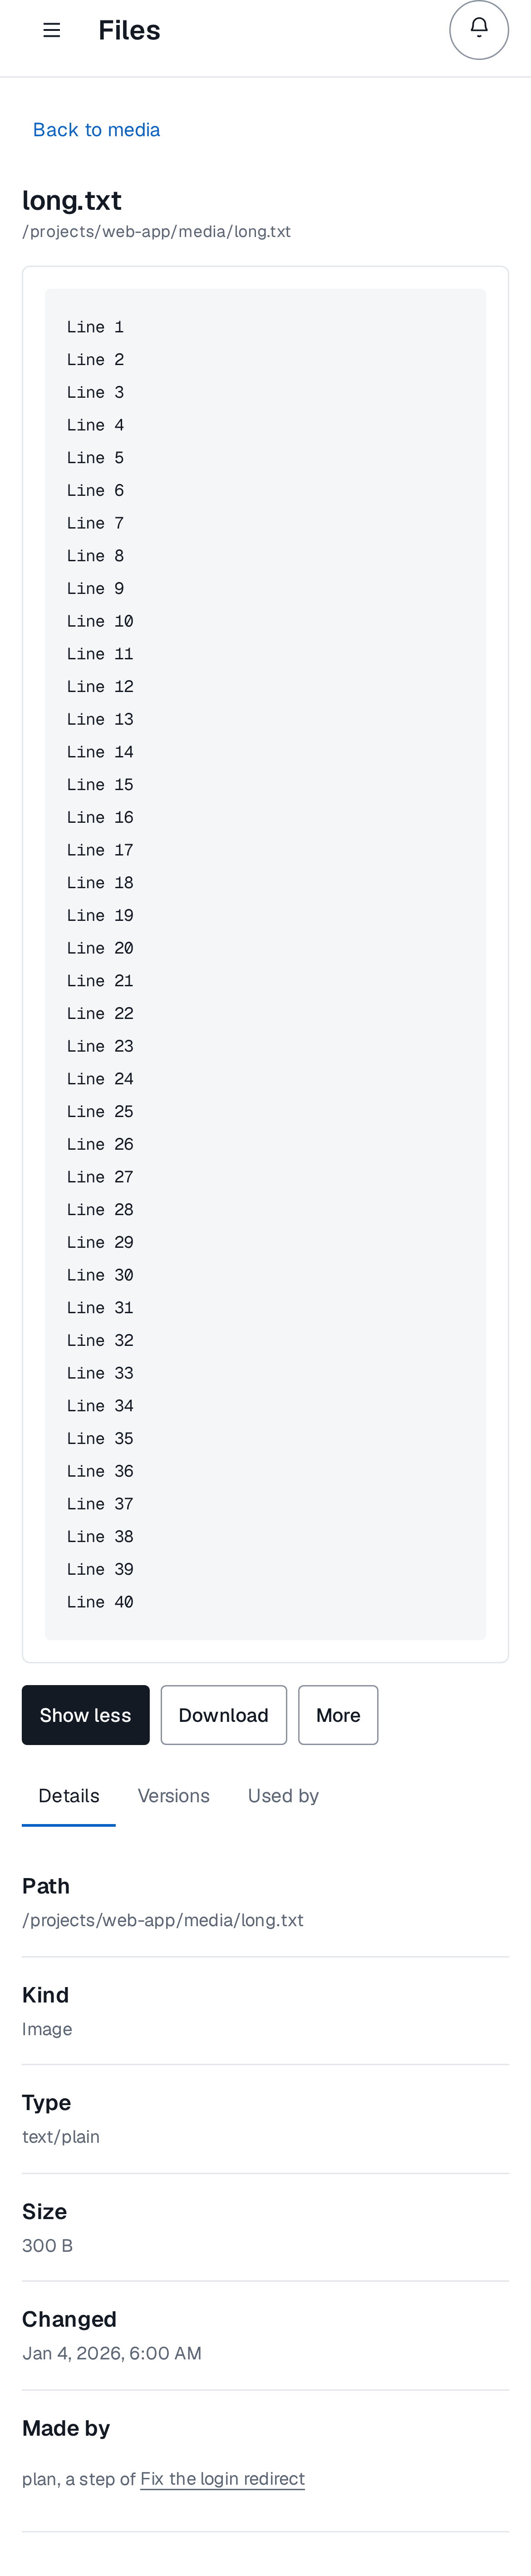 Files
Back to media
long.txt
/projects/web-app/media/long.txt
Line 1
Line 2
Line 3
Line 4
Line 5
Line 6
Line 7
Line 8
Line 9
Line 10
Line 11
Line 12
Line 13
Line 14
Line 15
Line 16
Line 17
Line 18
Line 19
Line 20
Line 21
Line 22
Line 23
Line 24
Line 25
Line 26
Line 27
Line 28
Line 29
Line 30
Line 31
Line 32
Line 33
Line 34
Line 35
Line 36
Line 37
Line 38
Line 39
Line 40
Show less Download More
Details Versions Used by
Path
/projects/web-app/media/long.txt
Kind
Image
Type
text/plain
Size
300 B
Changed
Jan 4, 2026, 6:00 AM
Made by
plan, a step of Fix the login redirect